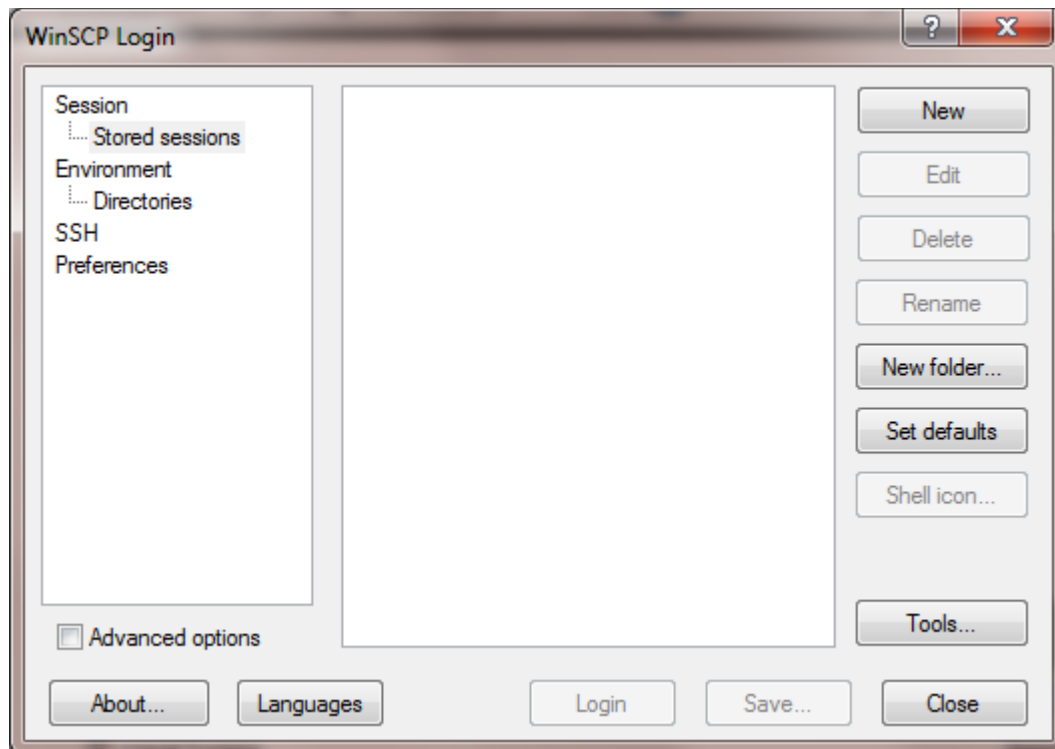 WinSCP Login
?
Session
Stored sessions
Environment
Directories
SSH
Preferences
Advanced options
New
Edit
Delete
Rename
New folder...
Set defaults
Shell icon...
Tools...
About...
Languages
Login
Save...
Close